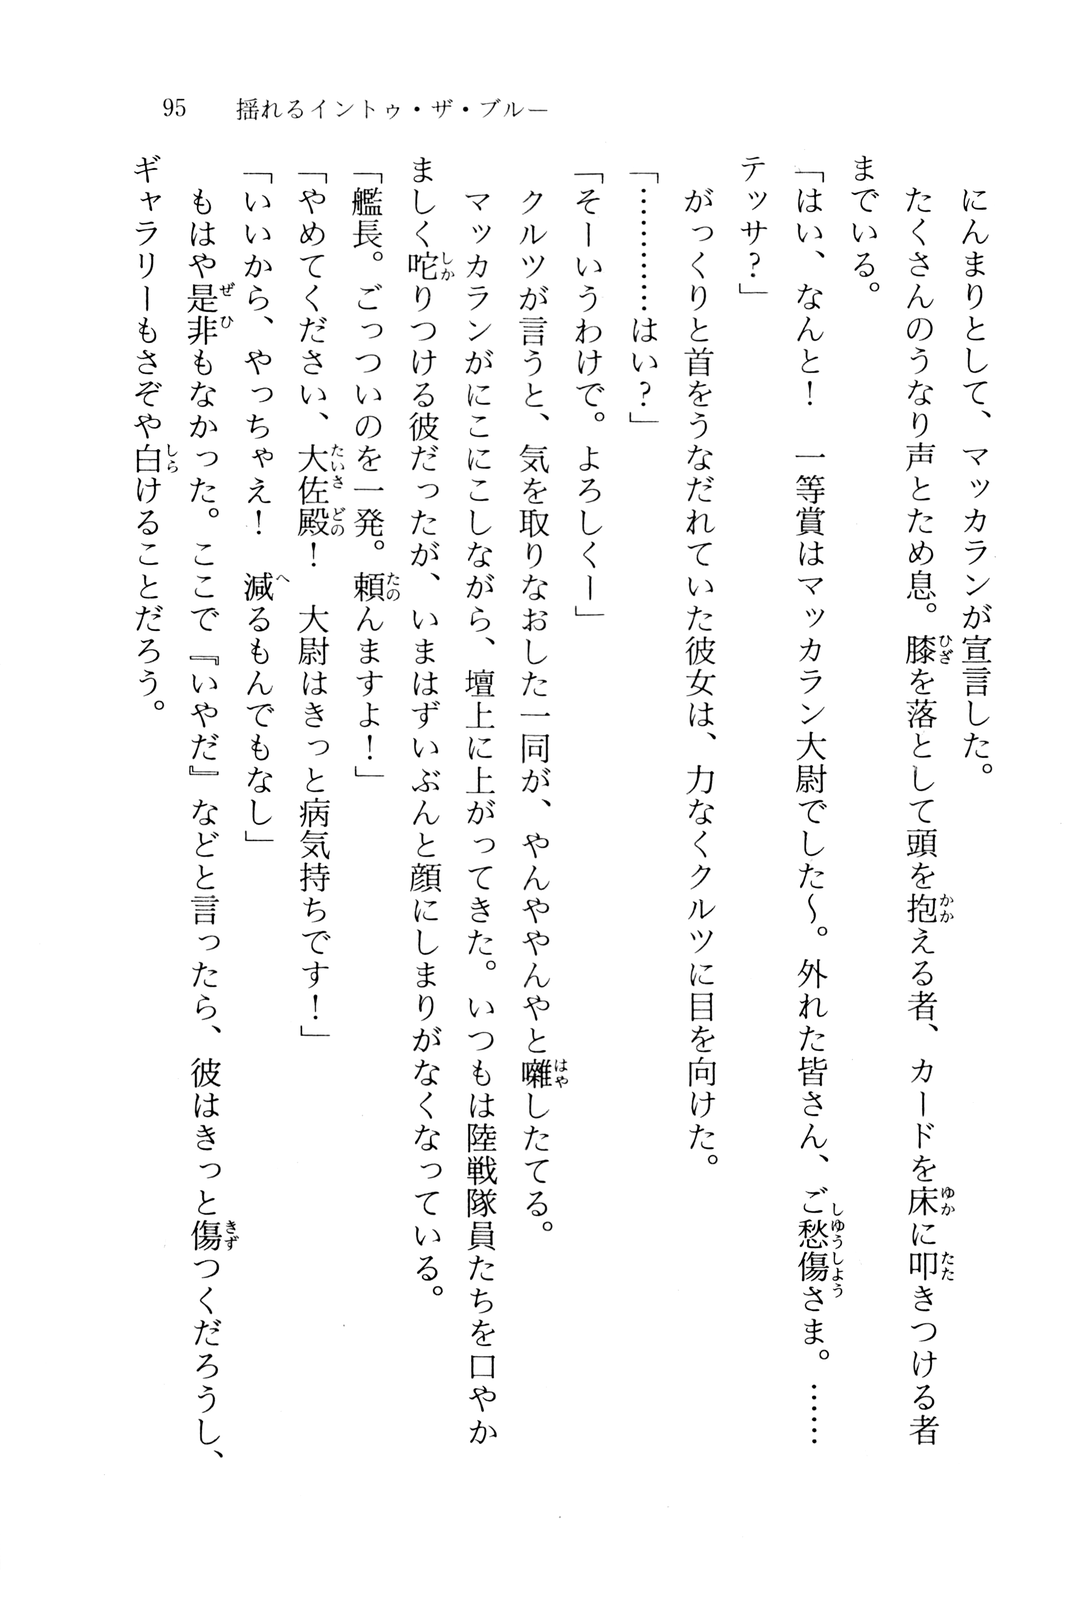 95　揺れるイントゥ・ザ・ブルー
　にんまりとして、マッカランが宣言した。
　たくさんのうなり声とため息。膝を落として頭を抱える者、カードを床に叩きつける者
までいる。
「はい、なんと！　一等賞はマッカラン大尉でした〜。外れた皆さん、ご愁傷さま。……
テッサ？」
　がっくりと首をうなだれていた彼女は、力なくクルツに目を向けた。
「…………はい？」
「そーいうわけで。よろしくー」
　クルツが言うと、気を取りなおした一同が、やんややんやと囃したてる。
　マッカランがにこにこしながら、壇上に上がってきた。いつもは陸戦隊員たちを口やか
ましく咤りつける彼だったが、いまはずいぶんと顔にしまりがなくなっている。
「艦長。ごっついのを一発。頼んますよ！」
「やめてください、大佐殿！　大尉はきっと病気持ちです！」
「いいから、やっちゃえ！　減るもんでもなし」
　もはや是非もなかった。ここで『いやだ』などと言ったら、彼はきっと傷つくだろうし、
ギャラリーもさぞや白けることだろう。